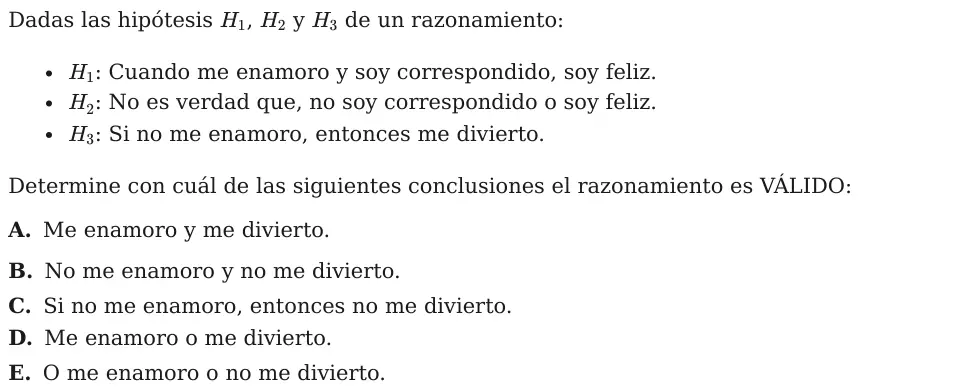 Dadas las hipótesis H₁, H₂ y H₃ de un razonamiento:
• H₁: Cuando me enamoro y soy correspondido, soy feliz.
• H₂: No es verdad que, no soy correspondido o soy feliz.
• H₃: Si no me enamoro, entonces me divierto.
Determine con cuál de las siguientes conclusiones el razonamiento es VÁLIDO:
A. Me enamoro y me divierto.
B. No me enamoro y no me divierto.
C. Si no me enamoro, entonces no me divierto.
D. Me enamoro o me divierto.
E. O me enamoro o no me divierto.